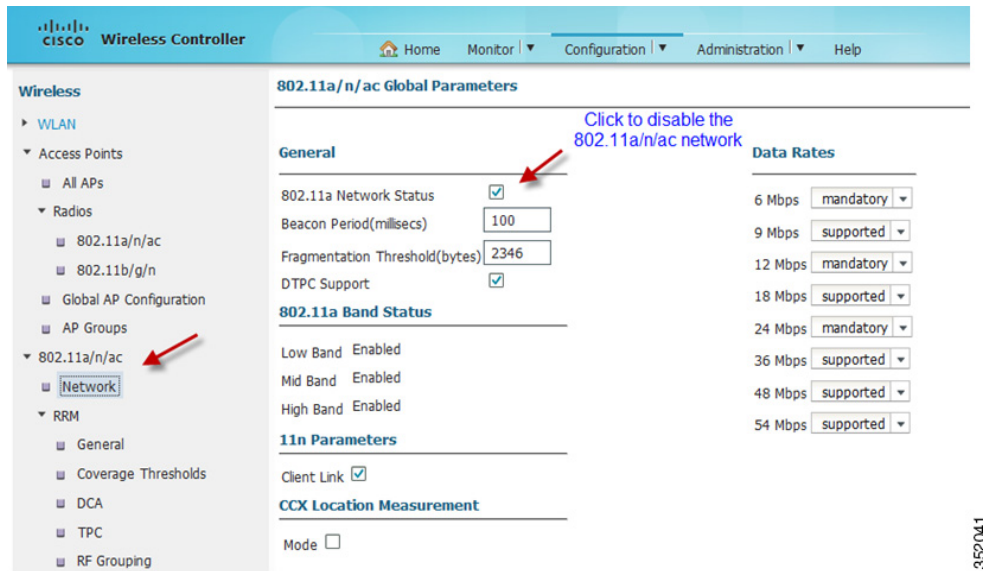 CISCO Wireless Controller
Home Monitor Configuration Administration Help
Wireless
WLAN
Access Points
All APs
Radios
802.11a/n/ac
802.11b/g/n
Global AP Configuration
AP Groups
802.11a/n/ac
Network
RRM
General
Coverage Thresholds
DCA
TPC
RF Grouping
802.11a/n/ac Global Parameters
Click to disable the
802.11a/n/ac network
General
802.11a Network Status
Beacon Period(millisecs) 100
Fragmentation Threshold(bytes) 2346
DTPC Support
802.11a Band Status
Low Band Enabled
Mid Band Enabled
High Band Enabled
11n Parameters
Client Link
CCX Location Measurement
Mode
Data Rates
6 Mbps mandatory
9 Mbps supported
12 Mbps mandatory
18 Mbps supported
24 Mbps mandatory
36 Mbps supported
48 Mbps supported
54 Mbps supported
352041